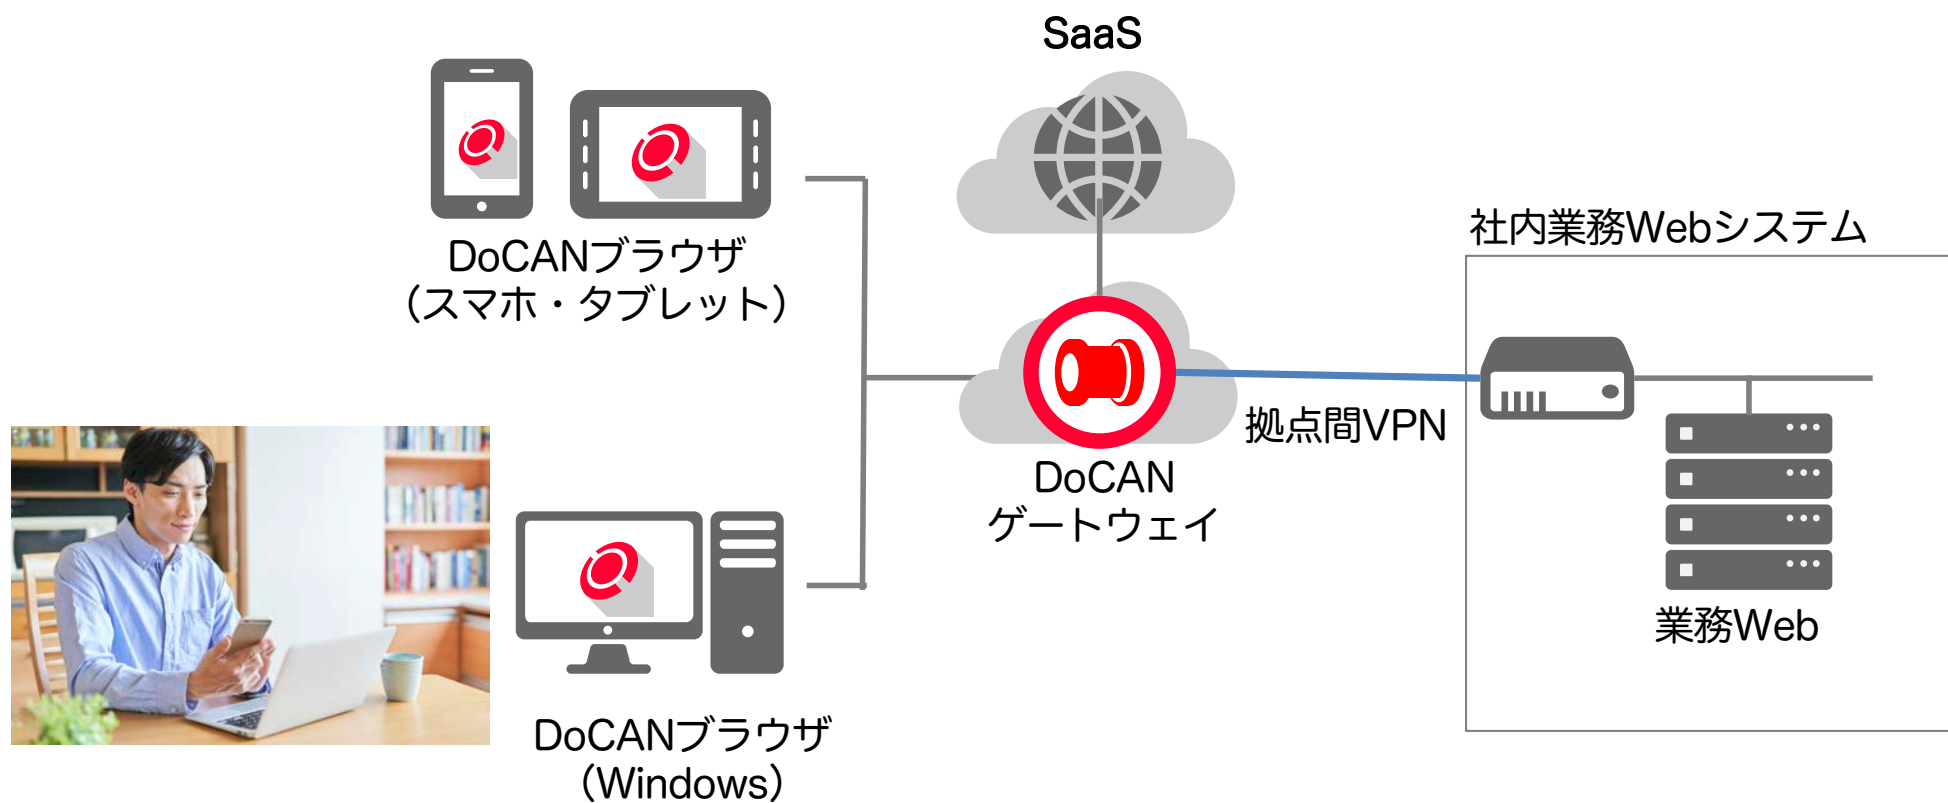 SaaS
DoCANブラウザ
（スマホ・タブレット）
社内業務Webシステム
拠点間VPN
DoCAN
ゲートウェイ
業務Web
DoCANブラウザ
（Windows）